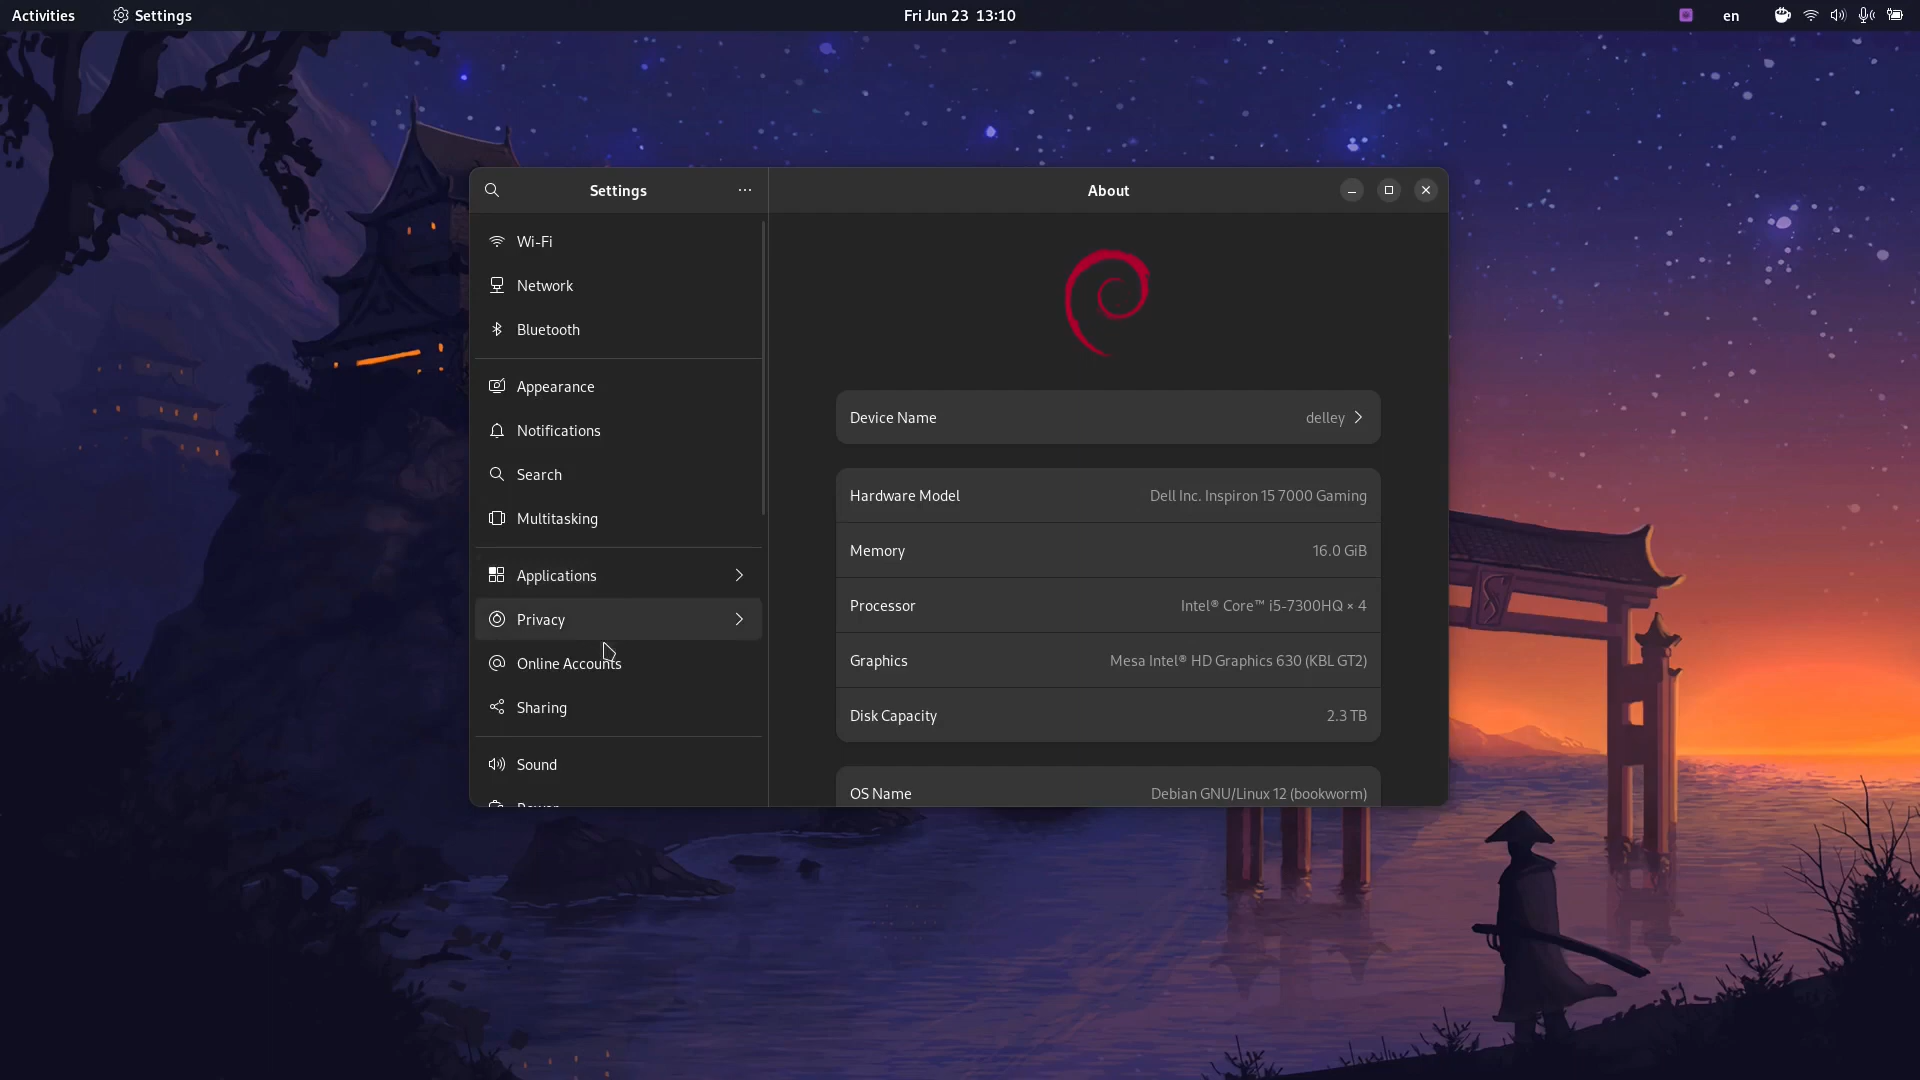 Activities
Settings
Fri Jun 23 13:10
en
Settings
About
Wi-Fi
Network
Bluetooth
Appearance
Notifications
Search
Multitasking
Applications
Privacy
Online Accounts
Sharing
Sound
Power
Device Name
delley
Hardware Model
Dell Inc. Inspiron 15 7000 Gaming
Memory
16.0 GiB
Processor
Intel® Core™ i5-7300HQ × 4
Graphics
Mesa Intel® HD Graphics 630 (KBL GT2)
Disk Capacity
2.3 TB
OS Name
Debian GNU/Linux 12 (bookworm)